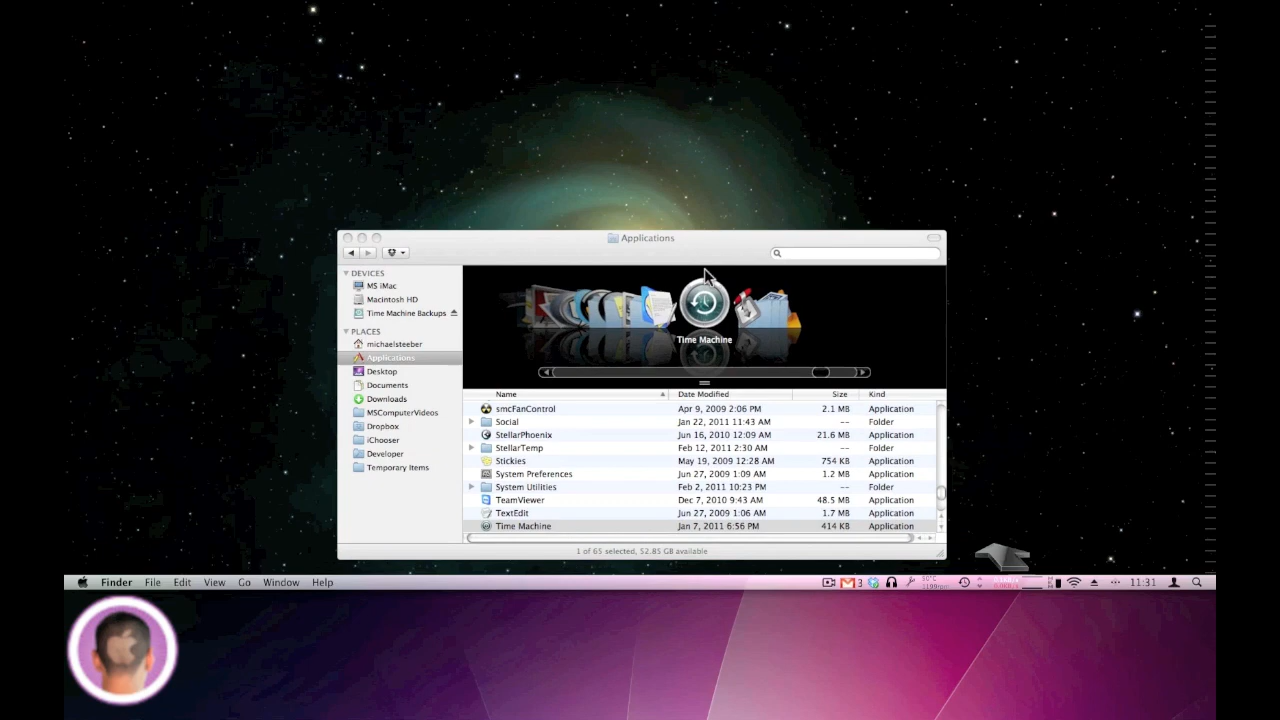 Applications
DEVICES
MS iMac
Macintosh HD
Time Machine Backups
PLACES
michaelsteeber
Applications
Desktop
Documents
Downloads
MSComputerVideos
Dropbox
iChooser
Developer
Temporary Items
Time Machine
Name Date Modified Size Kind
smcFanControl Apr 9, 2009 2:06 PM 2.1 MB Application
Social Jan 22, 2011 11:43 AM -- Folder
StellarPhoenix Jun 16, 2010 12:09 AM 21.6 MB Application
StellarTemp Feb 12, 2011 2:30 AM -- Folder
Stickies May 19, 2009 12:28 AM 754 KB Application
System Preferences Jun 27, 2009 1:09 AM 1.2 MB Application
System Utilities Feb 2, 2011 10:23 PM -- Folder
TeamViewer Dec 7, 2010 9:43 AM 48.5 MB Application
TextEdit Jun 27, 2009 1:06 AM 1.7 MB Application
Time Machine Jan 7, 2011 6:56 PM 414 KB Application
1 of 65 selected, 52.85 GB available
Finder File Edit View Go Window Help 3 11:31